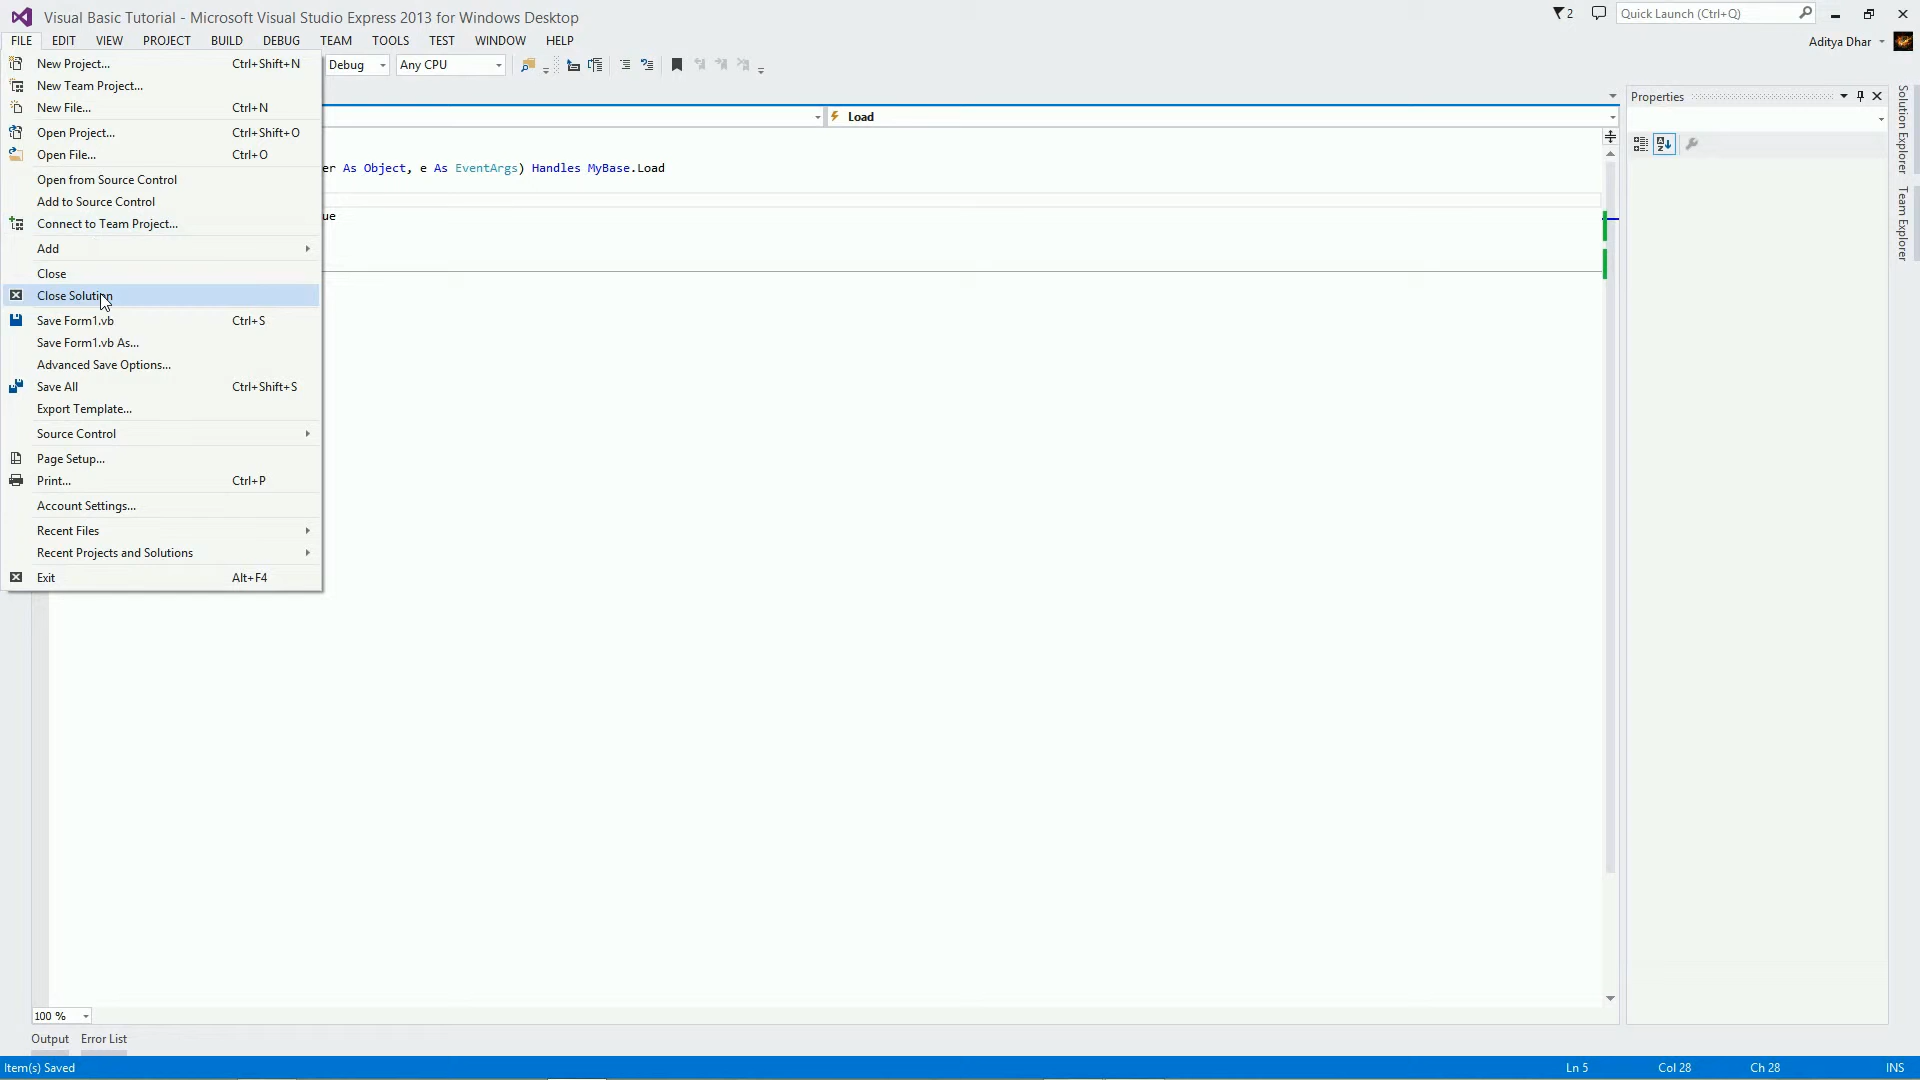 Visual Basic Tutorial - Microsoft Visual Studio Express 2013 for Windows Desktop
2
Quick Launch (Ctrl+Q)
FILE EDIT VIEW PROJECT BUILD DEBUG TEAM TOOLS TEST WINDOW HELP
Aditya Dhar
Debug
Any CPU
New Project... Ctrl+Shift+N
New Team Project...
New File... Ctrl+N
Open Project... Ctrl+Shift+O
Open File... Ctrl+O
Open from Source Control
Add to Source Control
Connect to Team Project...
Add
Close
Close Solution
Save Form1.vb Ctrl+S
Save Form1.vb As...
Advanced Save Options...
Save All Ctrl+Shift+S
Export Template...
Source Control
Page Setup...
Print... Ctrl+P
Account Settings...
Recent Files
Recent Projects and Solutions
Exit Alt+F4
Load
er As Object, e As EventArgs) Handles MyBase.Load
ue
Properties
Solution Explorer
Team Explorer
100 %
Output Error List
Item(s) Saved
Ln 5 Col 28 Ch 28 INS